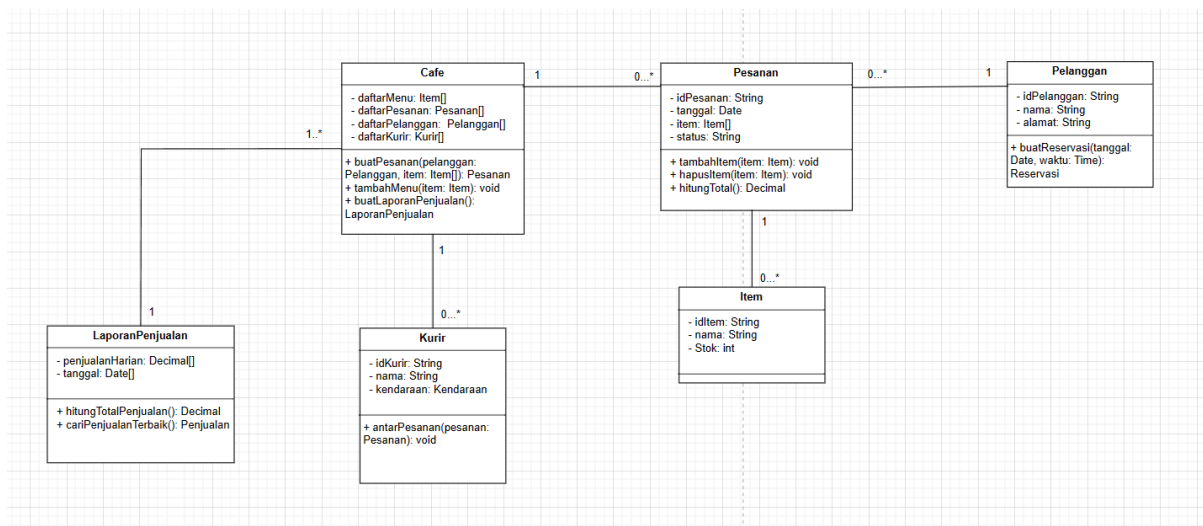 Cafe
- daftarMenu: Item[]
- daftarPesanan: Pesanan[]
- daftarPelanggan: Pelanggan[]
- daftarKurir: Kurir[]
+ buatPesanan(pelanggan:
Pelanggan, item: Item[]): Pesanan
+ tambahMenu(item: Item): void
+ buatLaporanPenjualan():
LaporanPenjualan
1
0...*
Pesanan
- idPesanan: String
- tanggal: Date
- item: Item[]
- status: String
+ tambahItem(item: Item): void
+ hapusItem(item: Item): void
+ hitungTotal(): Decimal
0...*
1
Pelanggan
- idPelanggan: String
- nama: String
- alamat: String
+ buatReservasi(tanggal:
Date, waktu: Time):
Reservasi
1..*
1
LaporanPenjualan
- penjualanHarian: Decimal[]
- tanggal: Date[]
+ hitungTotalPenjualan(): Decimal
+ cariPenjualanTerbaik(): Penjualan
1
0...*
Kurir
- idKurir: String
- nama: String
- kendaraan: Kendaraan
+ antarPesanan(pesanan:
Pesanan): void
1
0...*
Item
- idItem: String
- nama: String
- Stok: int